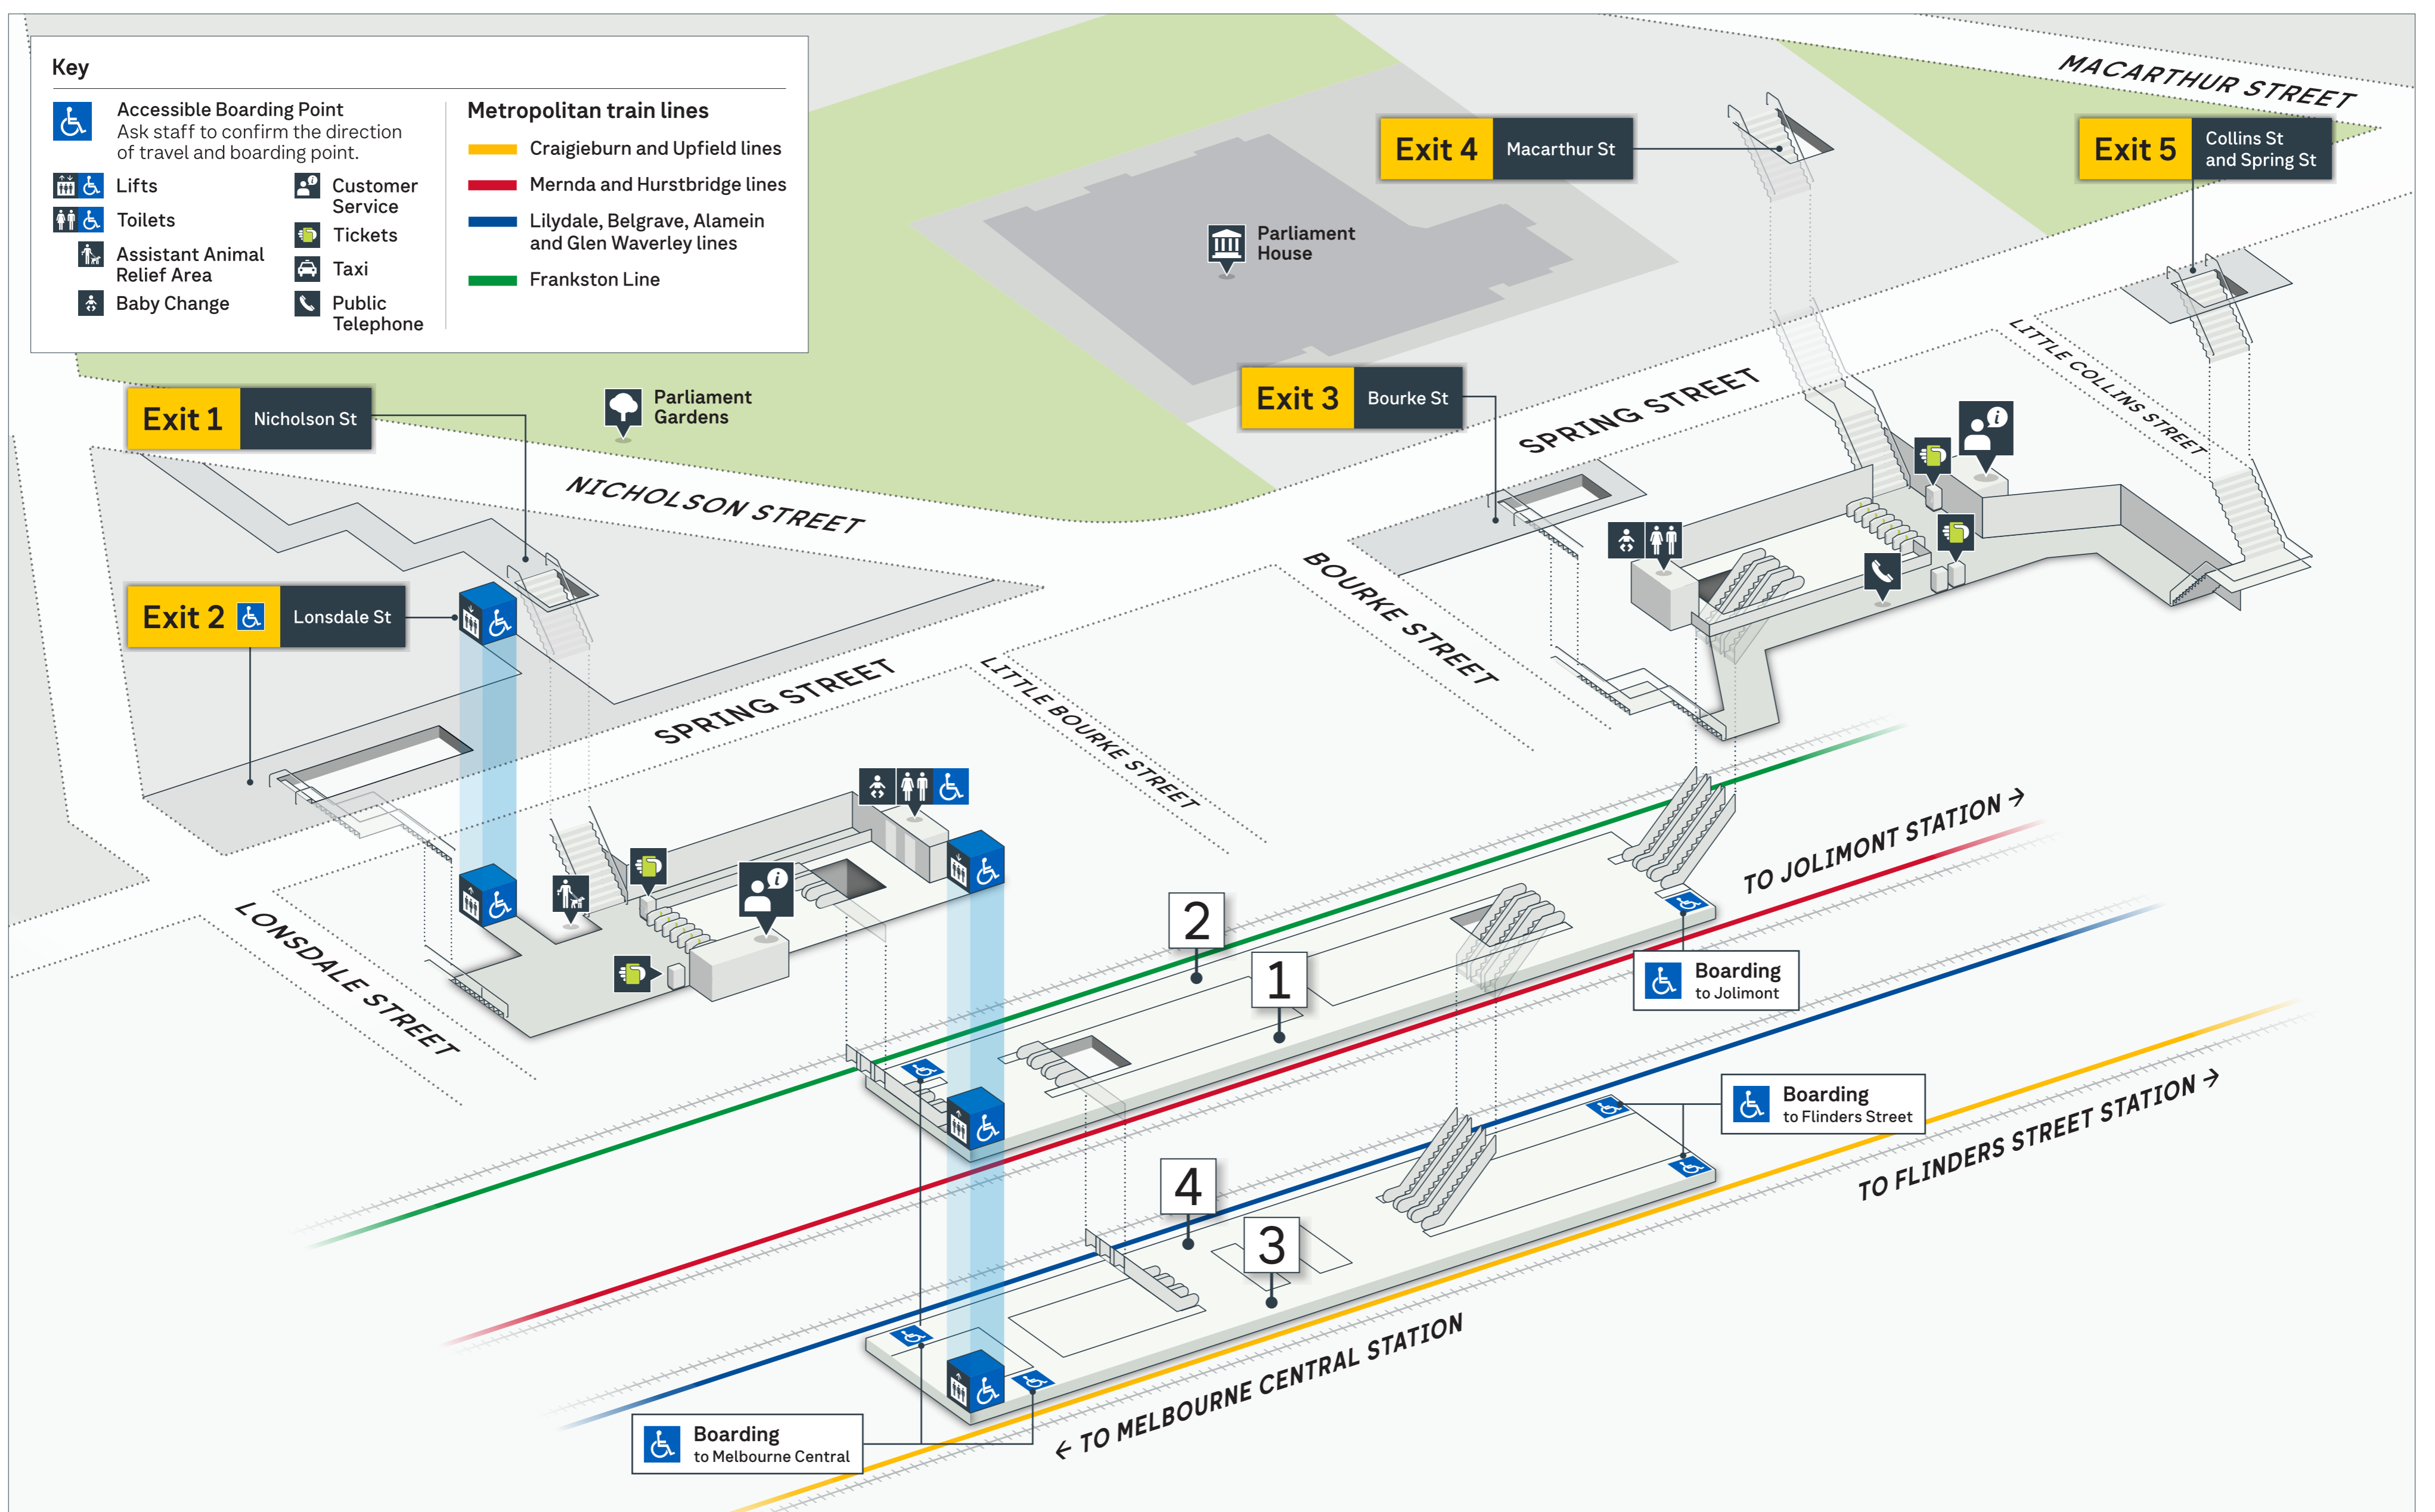 Key
Accessible Boarding Point
Ask staff to confirm the direction
of travel and boarding point.
Lifts
Toilets
Assistant Animal
Relief Area
Baby Change
Customer
Service
Tickets
Taxi
Public
Telephone
Metropolitan train lines
Craigieburn and Upfield lines
Mernda and Hurstbridge lines
Lilydale, Belgrave, Alamein
and Glen Waverley lines
Frankston Line
MACARTHUR STREET
Exit 4
Macarthur St
Exit 5
Collins St
and Spring St
Parliament
House
LITTLE COLLINS STREET
Exit 3
Bourke St
SPRING STREET
Exit 1
Nicholson St
Parliament
Gardens
NICHOLSON STREET
BOURKE STREET
Exit 2
Lonsdale St
SPRING STREET
LITTLE BOURKE STREET
LONSDALE STREET
TO JOLIMONT STATION →
2
1
Boarding
to Jolimont
Boarding
to Flinders Street
TO FLINDERS STREET STATION →
4
3
← TO MELBOURNE CENTRAL STATION
Boarding
to Melbourne Central